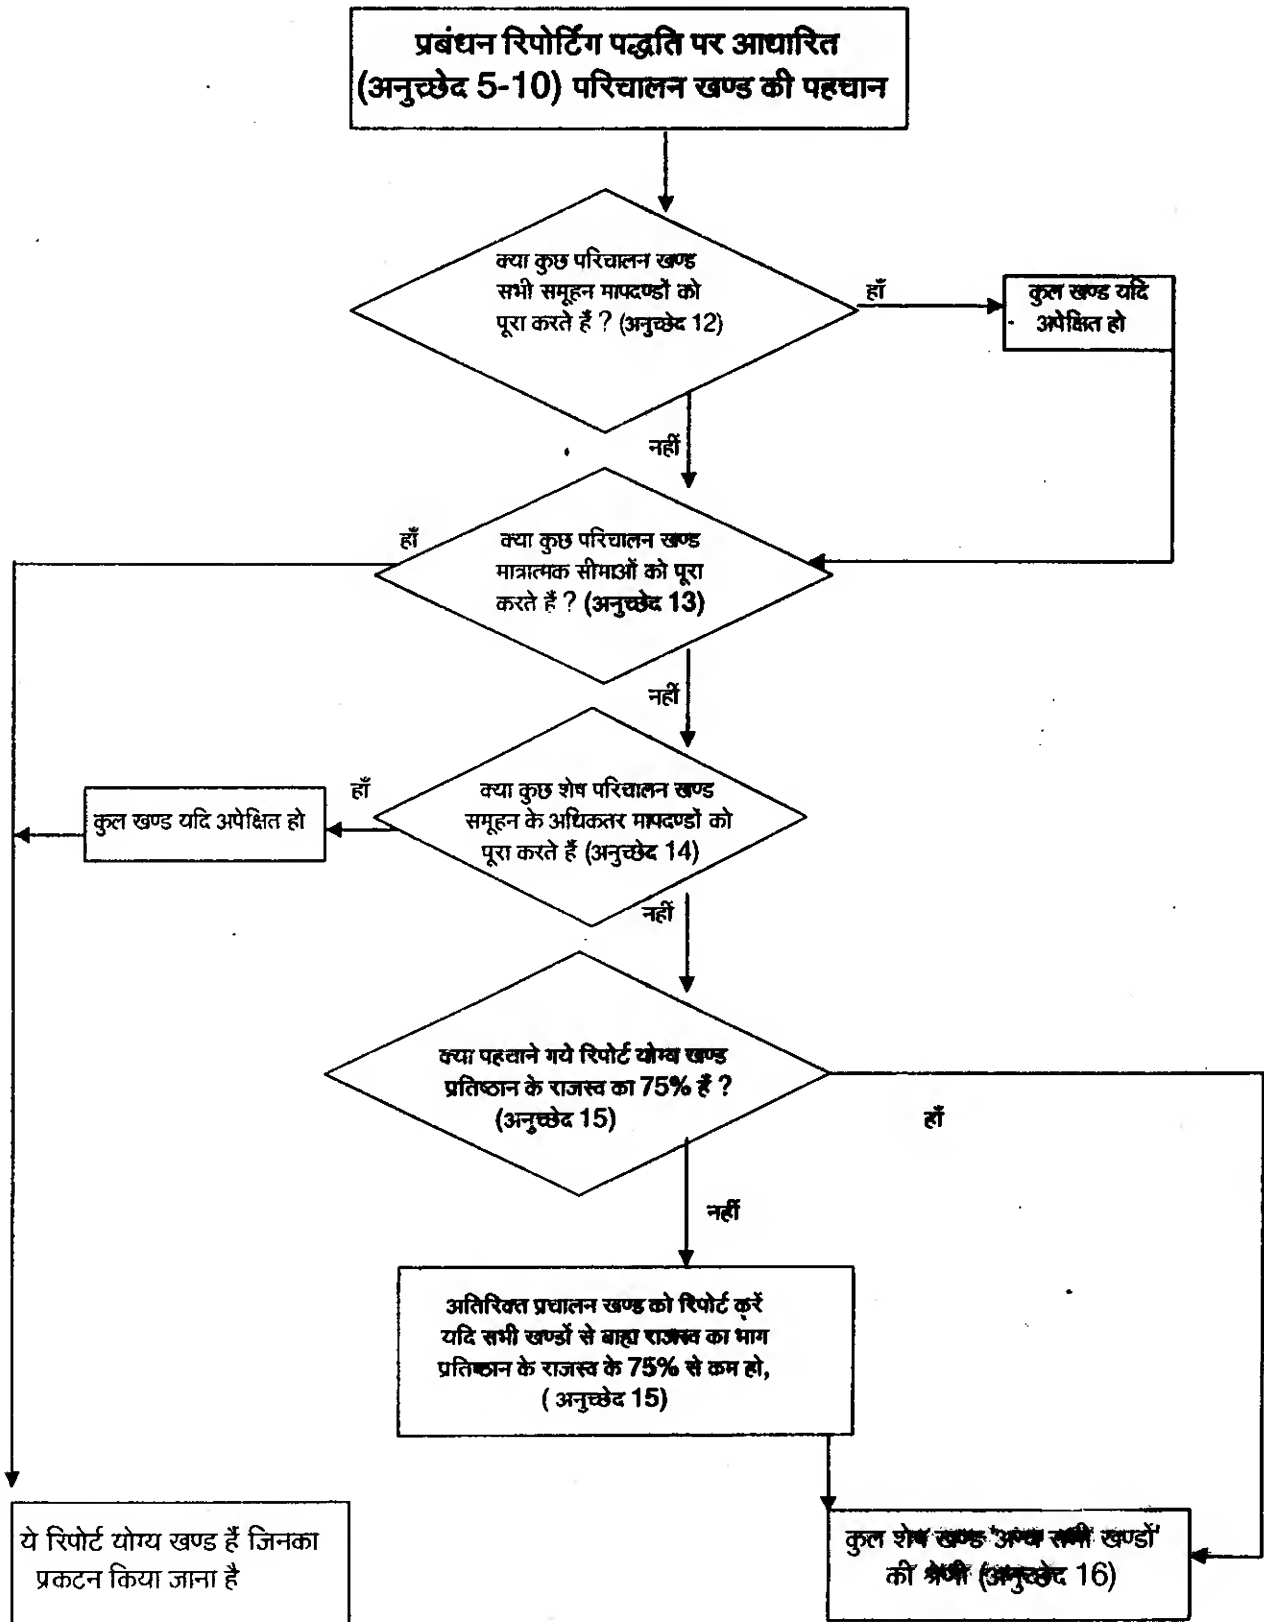 प्रबंधन रिपोर्टिंग पद्धति पर आधारित
(अनुच्छेद 5-10) परिचालन खण्ड की पहचान
क्या कुछ परिचालन खण्ड
सभी समूहन मापदण्डों को
पूरा करते हैं ? (अनुच्छेद 12)
हाँ
कुल खण्ड यदि
अपेक्षित हो
नहीं
हाँ
क्या कुछ परिचालन खण्ड
मात्रात्मक सीमाओं को पूरा
करते हैं ? (अनुच्छेद 13)
नहीं
हाँ
कुल खण्ड यदि अपेक्षित हो
क्या कुछ शेष परिचालन खण्ड
समूहन के अधिकतर मापदण्डों को
पूरा करते हैं (अनुच्छेद 14)
नहीं
क्या पहचाने गये रिपोर्ट योग्य खण्ड
प्रतिष्ठान के राजस्व का 75% हैं ?
(अनुच्छेद 15)
हाँ
नहीं
अतिरिक्त प्रचालन खण्ड को रिपोर्ट करें
यदि सभी खण्डों से बाह्य राजस्व का भाग
प्रतिष्ठान के राजस्व के 75% से कम हो,
( अनुच्छेद 15)
ये रिपोर्ट योग्य खण्ड हैं जिनका
प्रकटन किया जाना है
कुल शेष खण्ड 'अन्य सभी खण्डों'
की श्रेणी (अनुच्छेद 16)